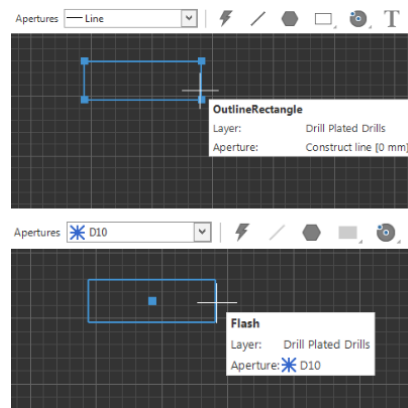 Apertures Line T
OutlineRectangle
Layer: Drill Plated Drills
Aperture: Construct line [0 mm]
Apertures D10
Flash
Layer: Drill Plated Drills
Aperture: D10